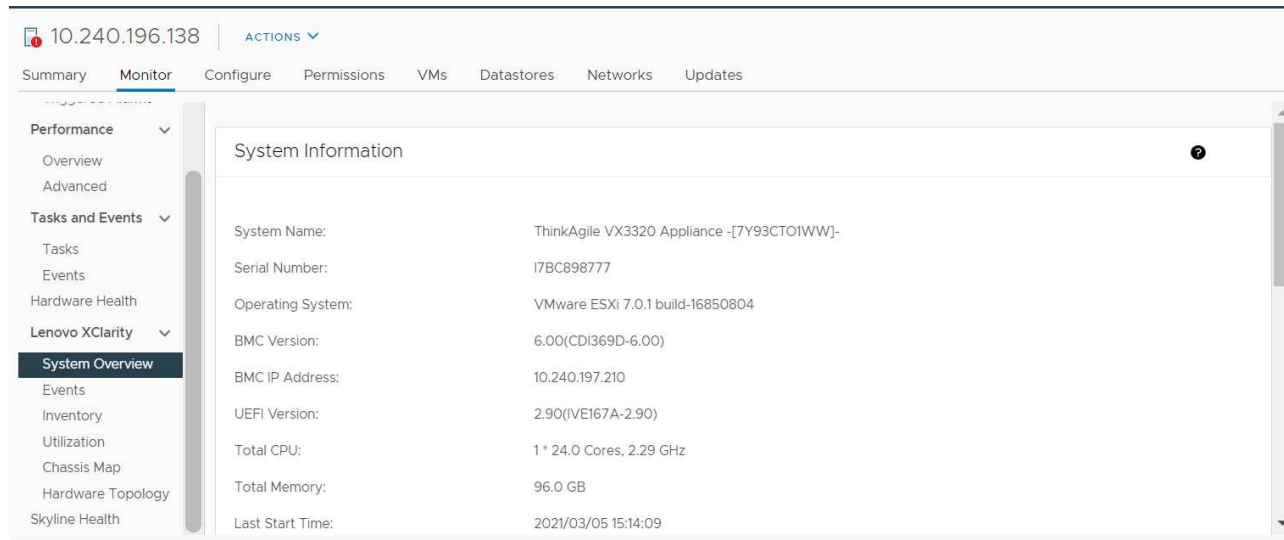 10.240.196.138 ACTIONS
Summary Monitor Configure Permissions VMs Datastores Networks Updates
Triggered Alarms
Performance
Overview
Advanced
Tasks and Events
Tasks
Events
Hardware Health
Lenovo XClarity
System Overview
Events
Inventory
Utilization
Chassis Map
Hardware Topology
Skyline Health
System Information
System Name: ThinkAgile VX3320 Appliance -[7Y93CTO1WW]-
Serial Number: I7BC898777
Operating System: VMware ESXi 7.0.1 build-16850804
BMC Version: 6.00(CDI369D-6.00)
BMC IP Address: 10.240.197.210
UEFI Version: 2.90(IVE167A-2.90)
Total CPU: 1 * 24.0 Cores, 2.29 GHz
Total Memory: 96.0 GB
Last Start Time: 2021/03/05 15:14:09